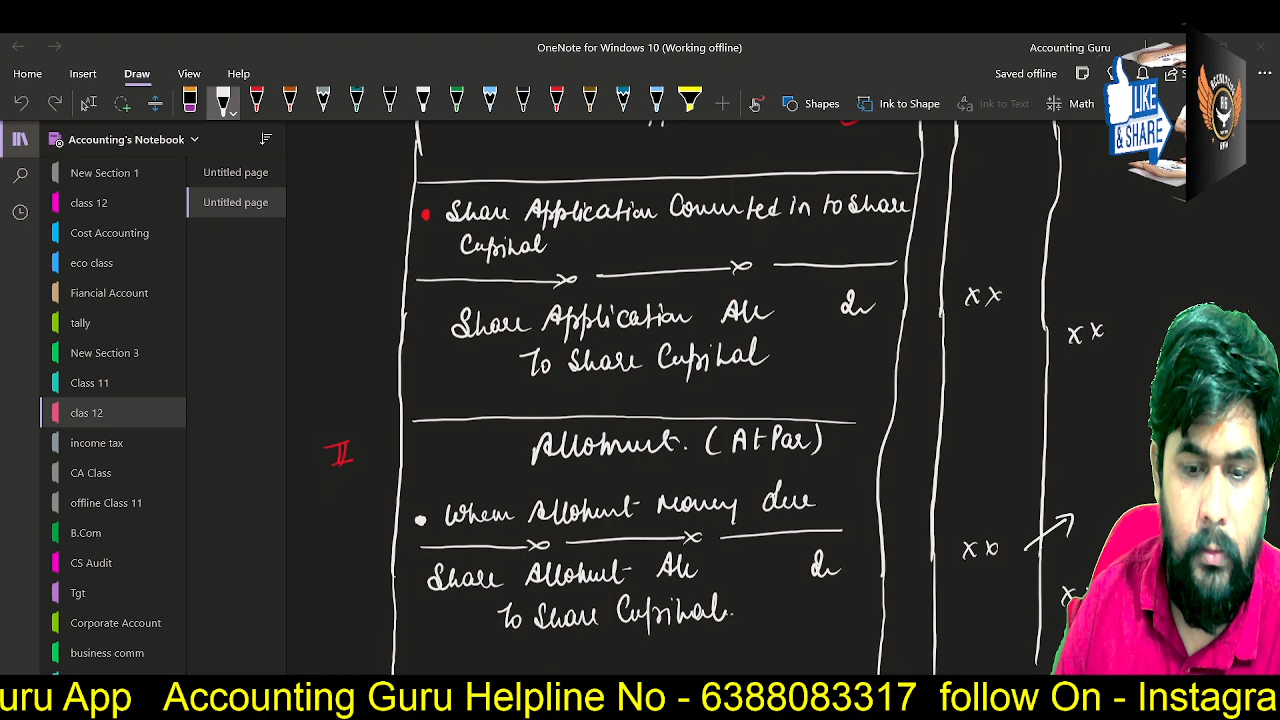 OneNote for Windows 10 (Working offline)
Accounting Guru
Home Insert Draw View Help
Saved offline
Shapes
Ink to Shape
Ink to Text
Math
LIKE
& SHARE
Accounting's Notebook
New Section 1
class 12
Cost Accounting
eco class
Fiancial Account
tally
New Section 3
Class 11
clas 12
income tax
CA Class
offline Class 11
B.Com
CS Audit
Tgt
Corporate Account
business comm
Untitled page
Untitled page
Share Application Converted in to Share
Capital
Share Application A/c Dr
xx
To Share Capital
xx
II
Allotment. (At Par)
When Allotment Money due
Share Allotment A/c Dr
xx
To Share Capital.
uru App Accounting Guru Helpline No - 6388083317 follow On - Instagra